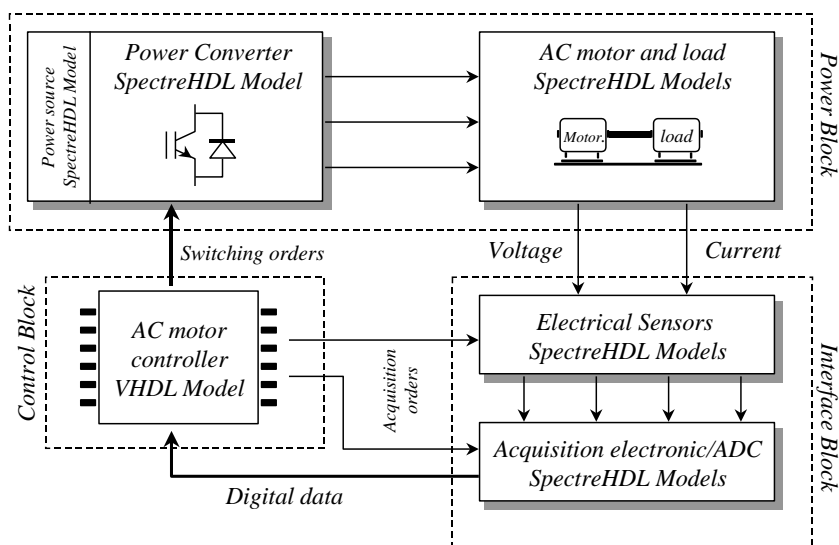 Power source
SpectreHDL Model
Power Converter
SpectreHDL Model
AC motor and load
SpectreHDL Models
Motor.
load
Power Block
Switching orders
Voltage
Current
Control Block
AC motor
controller
VHDL Model
Acquisition
orders
Electrical Sensors
SpectreHDL Models
Interface Block
Acquisition electronic/ADC
SpectreHDL Models
Digital data